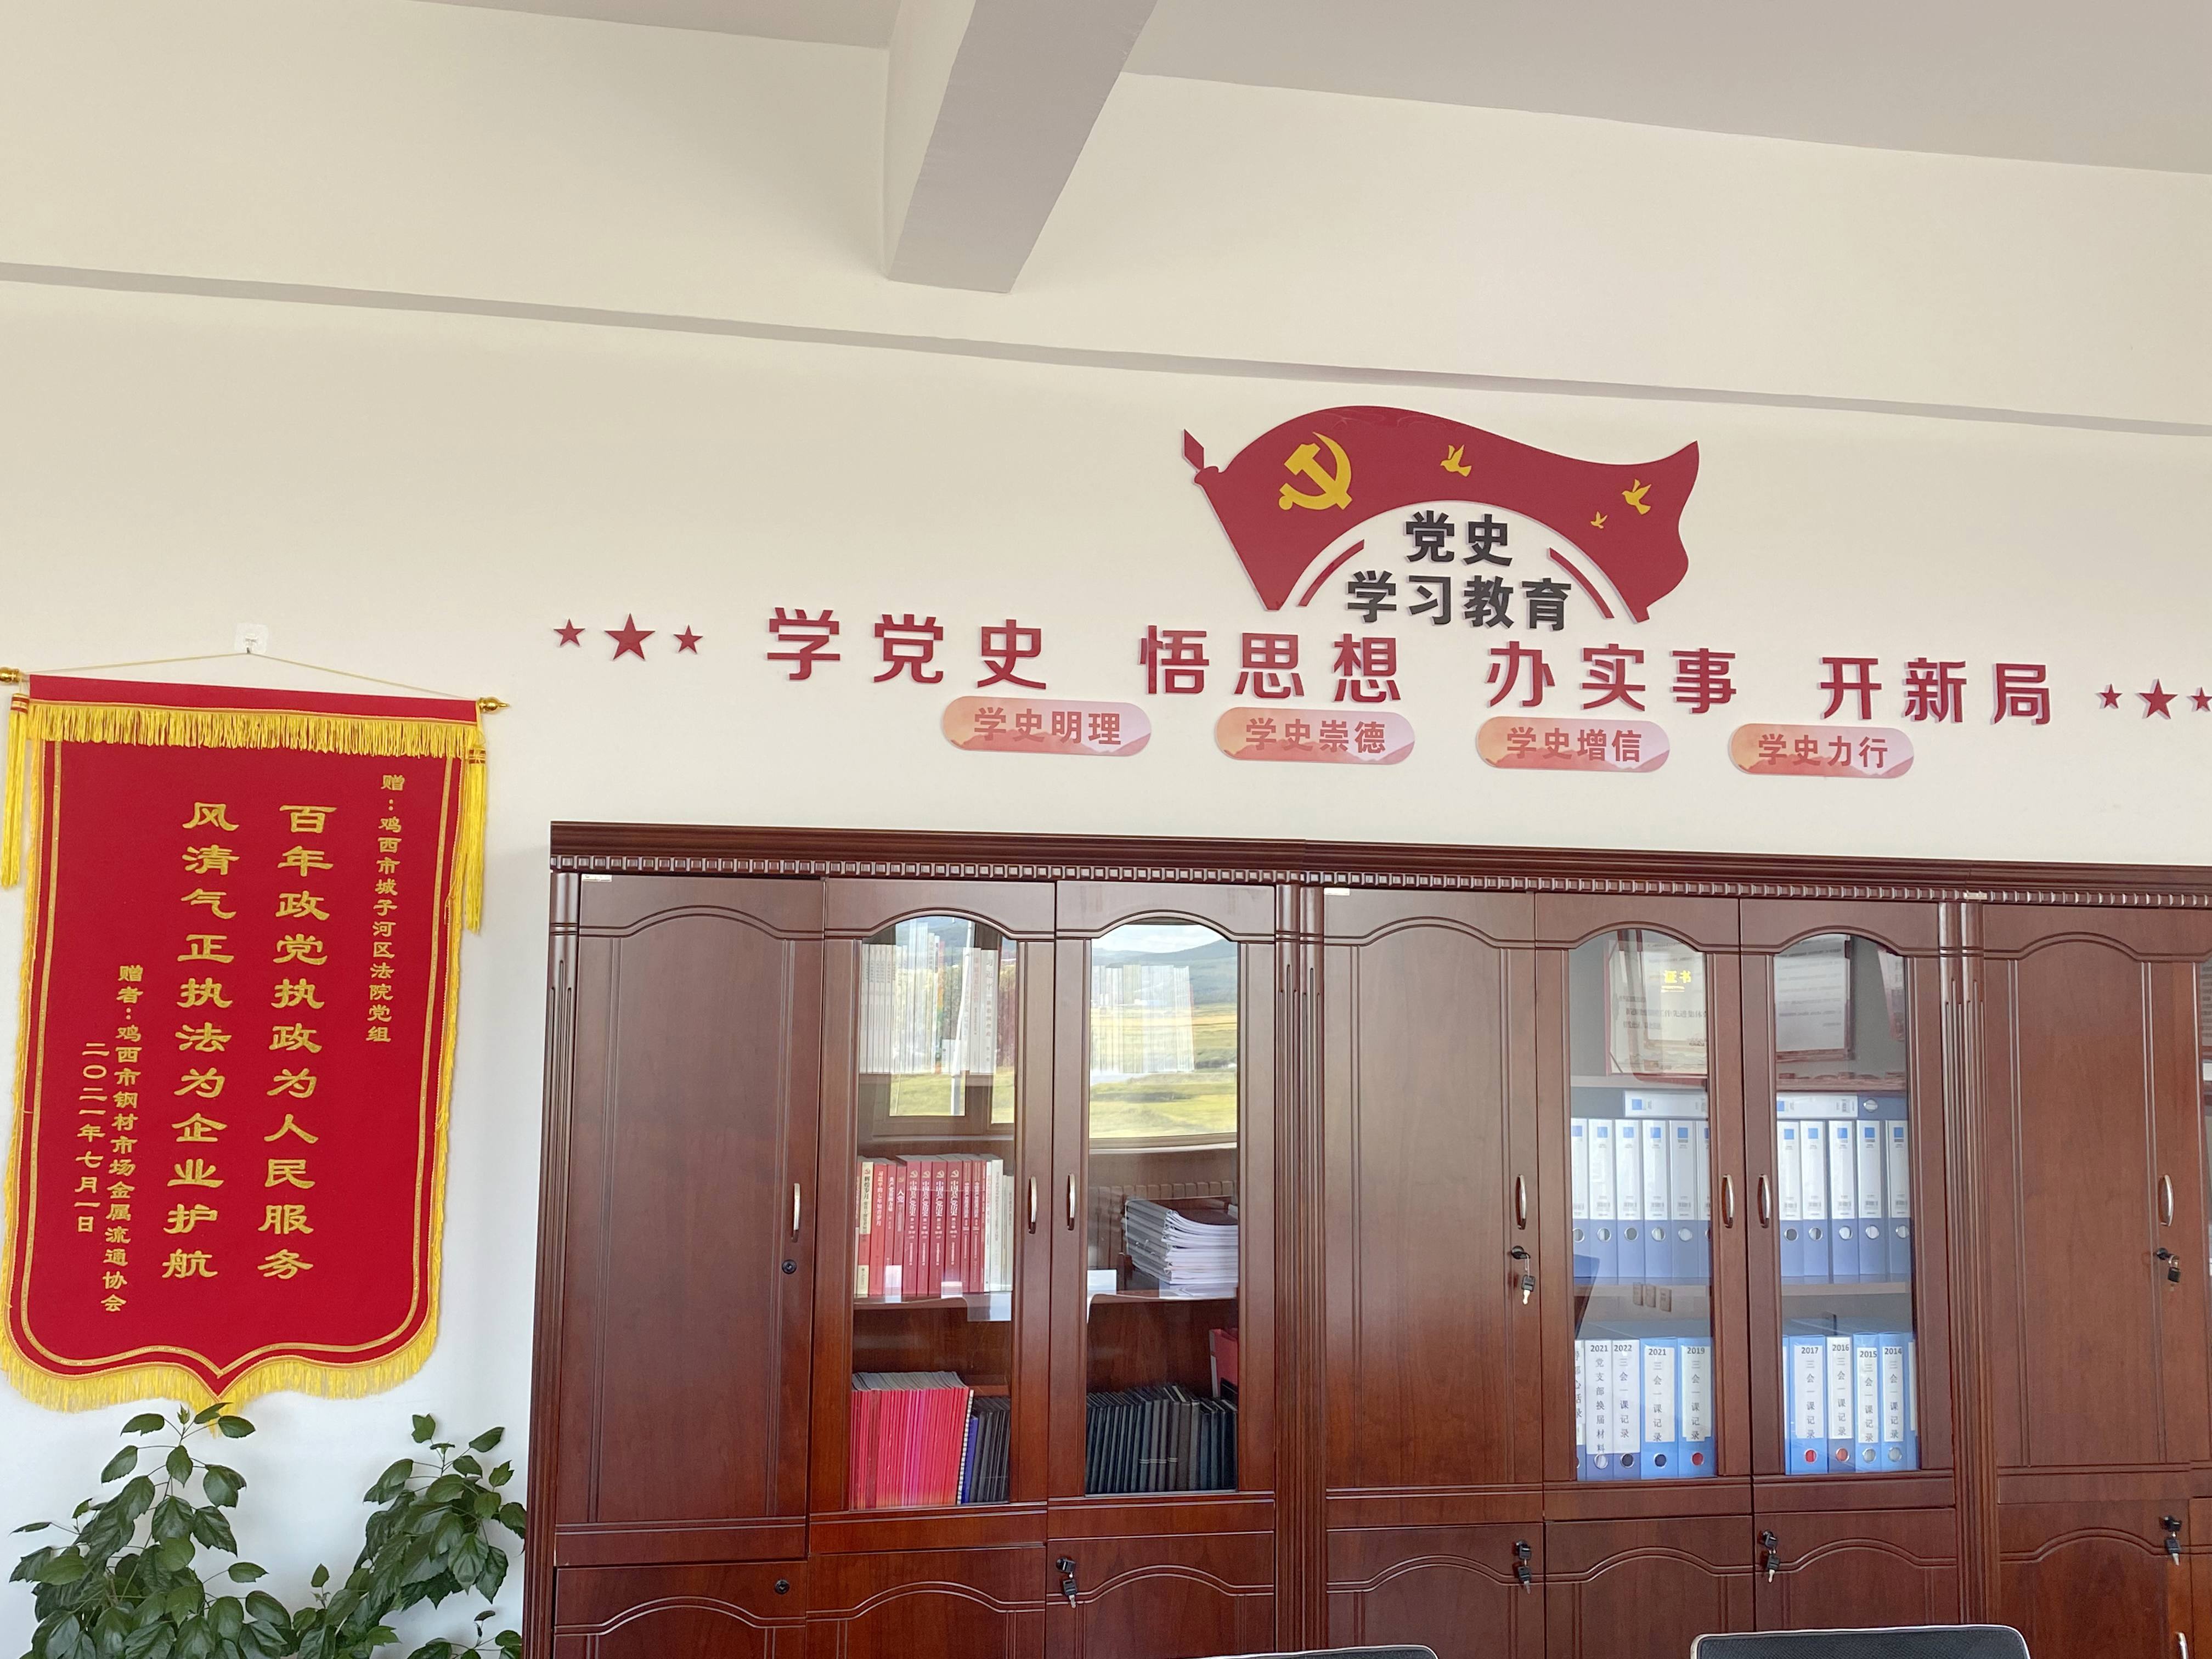 党史
学习教育
学党史 悟思想 办实事 开新局
学史明理 学史崇德 学史增信 学史力行
赠：鸡西市城子河区法院党组
百年政党执政为人民服务
风清气正执法为企业护航
赠者：鸡西市钢材市场金属流通协会
二〇二一年七月一日
证书
2021 党支部换届材料
2022 三会一课记录
2021 三会一课记录
2019 三会一课记录
2017 三会一课记录
2016 三会一课记录
2015 三会一课记录
2014 三会一课记录